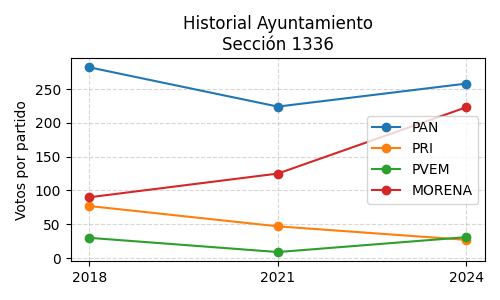 Historial Ayuntamiento
Sección 1336
Votos por partido
250
200
150
100
50
0
2018
2021
2024
PAN
PRI
PVEM
MORENA